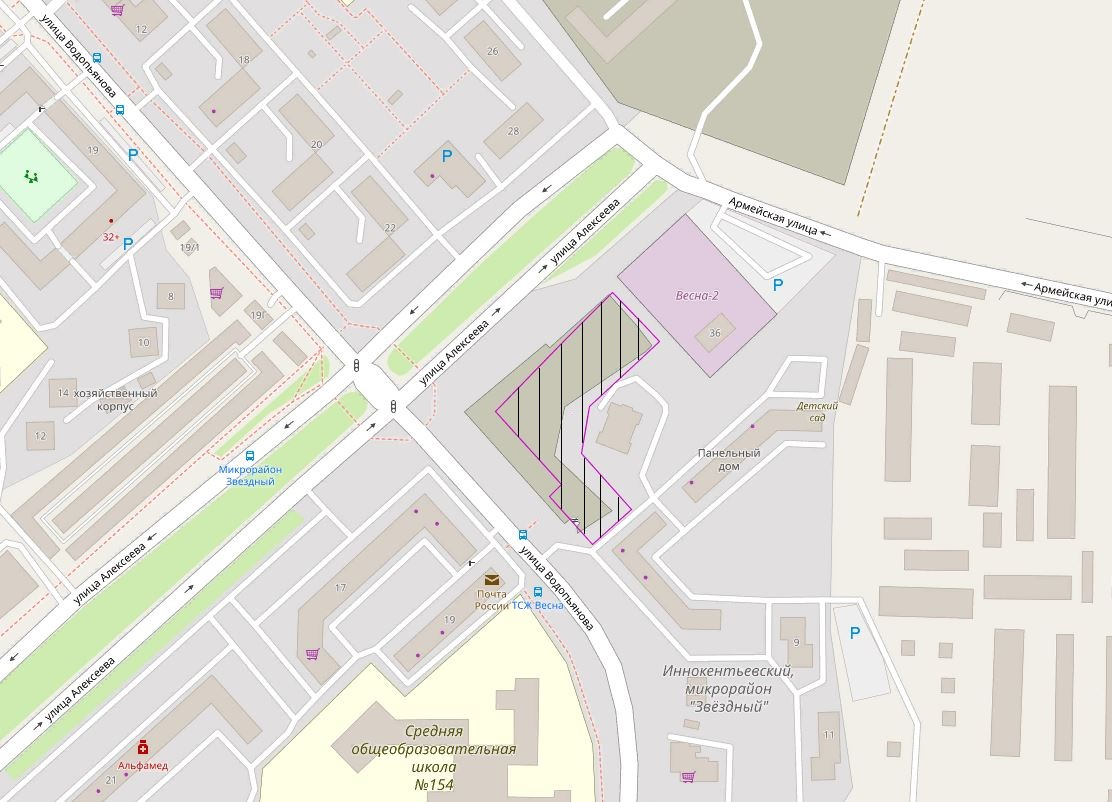 12
улица Водопьянова
18
26
28
20
P
19
P
22
32+
P
19/1
улица Алексеева
Армейская улица
Армейская ули
P
Весна-2
36
8
19Г
10
улица Алексеева
14
хозяйственный
корпус
12
Микрорайон
Звездный
Детский
сад
Панельный
дом
улица Алексеева
17
Почта
России
ТСЖ Весна
19
улица Водопьянова
P
9
улица Алексеева
Иннокентьевский,
микрорайон
"Звёздный"
11
Средняя
общеобразовательная
школа
№154
Альфамед
21